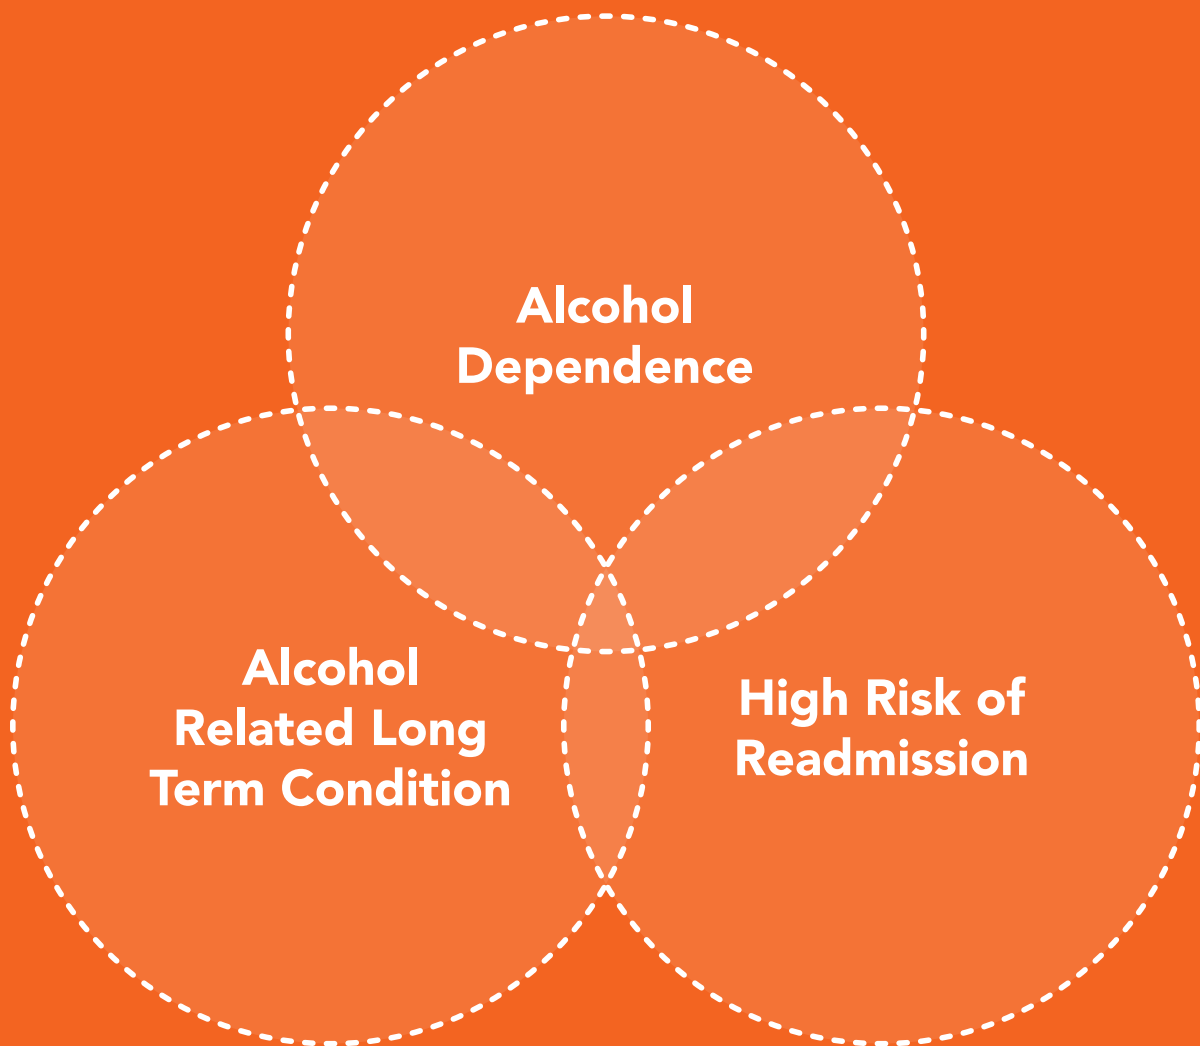 Alcohol
Dependence
Alcohol
Related Long
Term Condition
High Risk of
Readmission